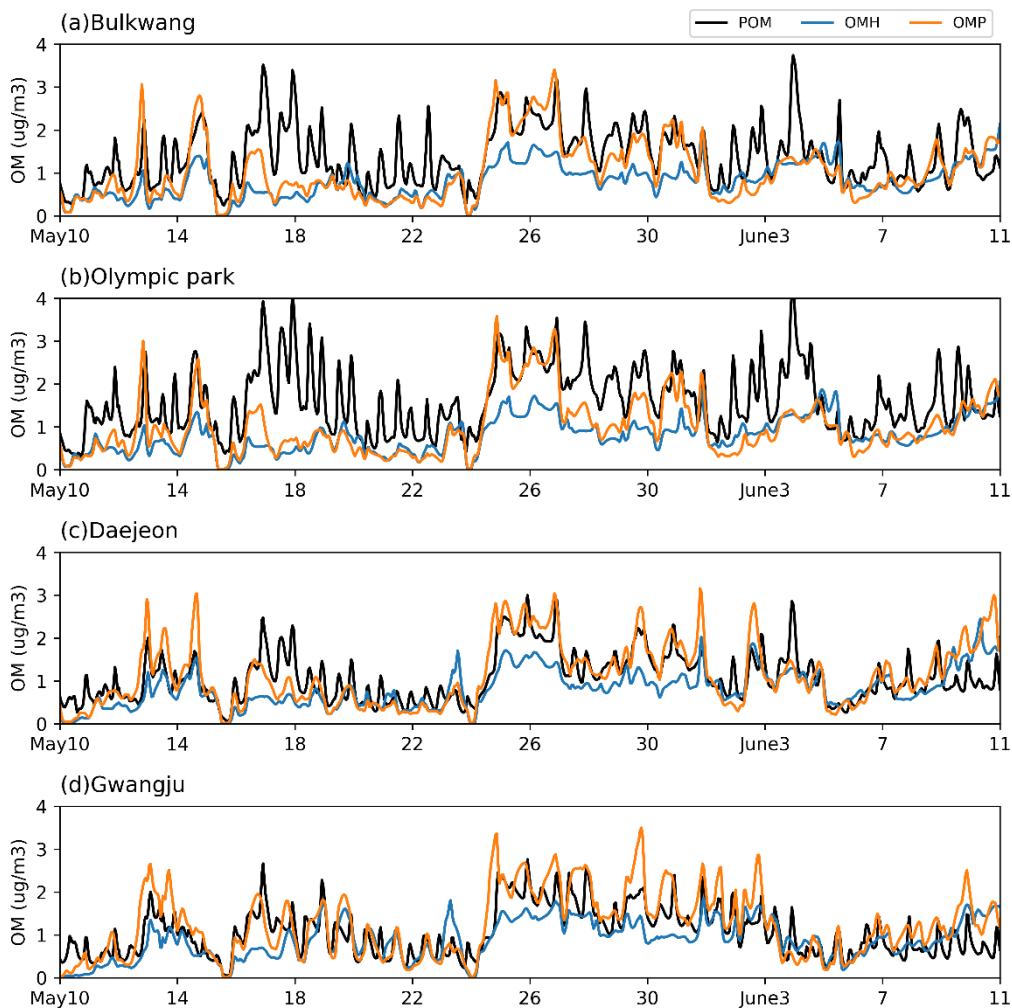 (a)Bulkwang
POM OMH OMP
4
3
2
1
0
OM (ug/m3)
May10 14 18 22 26 30 June3 7 11
(b)Olympic park
4
3
2
1
0
OM (ug/m3)
May10 14 18 22 26 30 June3 7 11
(c)Daejeon
4
3
2
1
0
OM (ug/m3)
May10 14 18 22 26 30 June3 7 11
(d)Gwangju
4
3
2
1
0
OM (ug/m3)
May10 14 18 22 26 30 June3 7 11